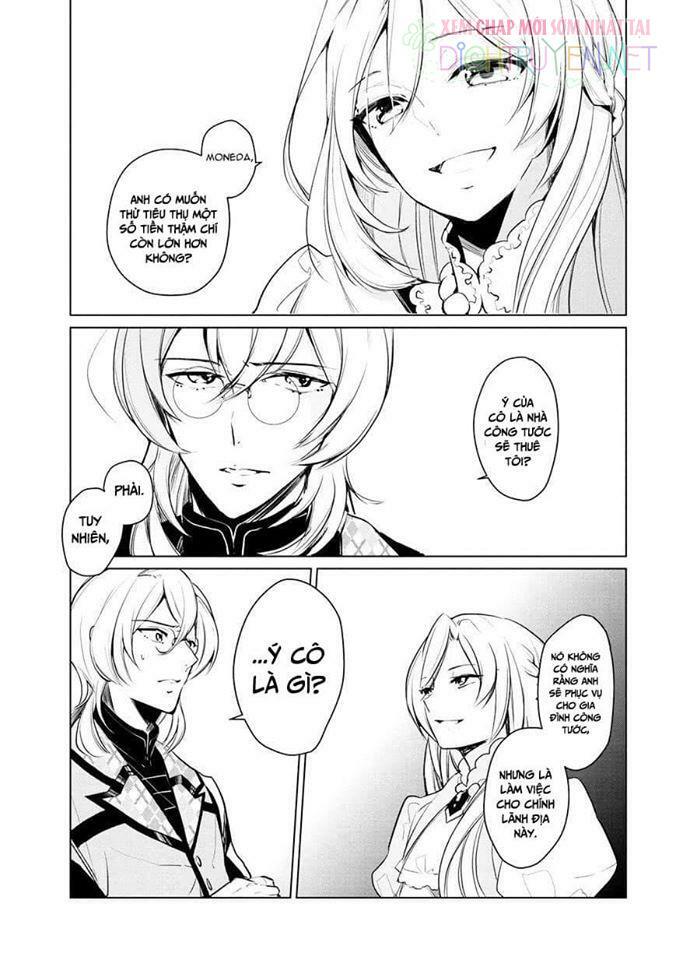 XEM CHAP MỚI SỚM NHẤT TẠI
DICHTRUYEN.NET
MONEDA,
ANH CÓ MUỐN
THỬ TIÊU THỤ MỘT
SỐ TIỀN THẬM CHÍ
CÒN LỚN HƠN
KHÔNG?
Ý CỦA
CÔ LÀ NHÀ
CÔNG TƯỚC
SẼ THUÊ
TÔI?
PHẢI.
TUY
NHIÊN,
NÓ KHÔNG
CÓ NGHĨA
RẰNG ANH
SẼ PHỤC VỤ
CHO GIA
ĐÌNH CÔNG
TƯỚC,
NHƯNG LÀ
LÀM VIỆC
CHO CHÍNH
LÃNH ĐỊA
NÀY.
...Ý CÔ
LÀ GÌ?